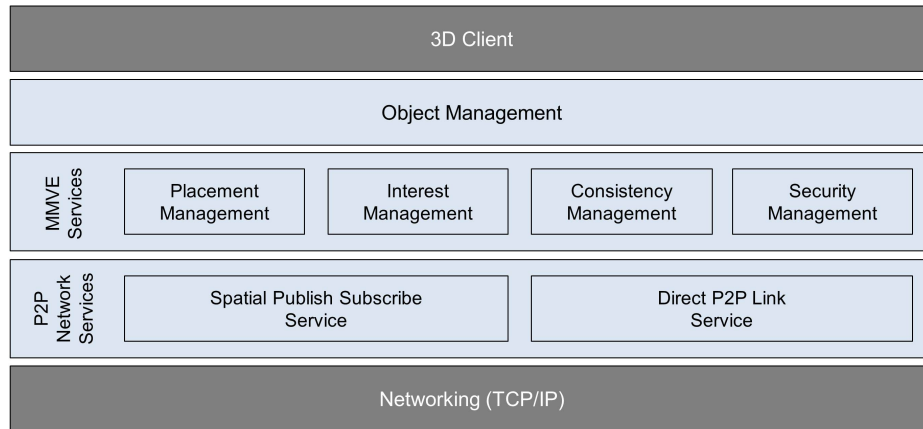 3D Client
Object Management
MMVE
Services
Placement
Management
Interest
Management
Consistency
Management
Security
Management
P2P
Network
Services
Spatial Publish Subscribe
Service
Direct P2P Link
Service
Networking (TCP/IP)